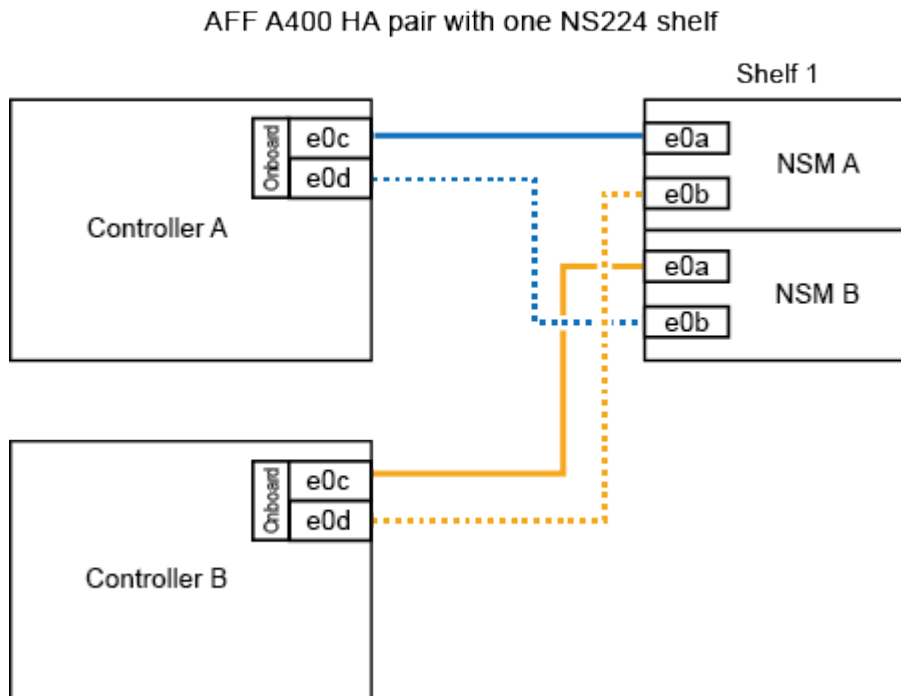 AFF A400 HA pair with one NS224 shelf
Shelf 1
Onboard
e0c
e0d
Controller A
e0a
e0b
NSM A
e0a
e0b
NSM B
Onboard
e0c
e0d
Controller B